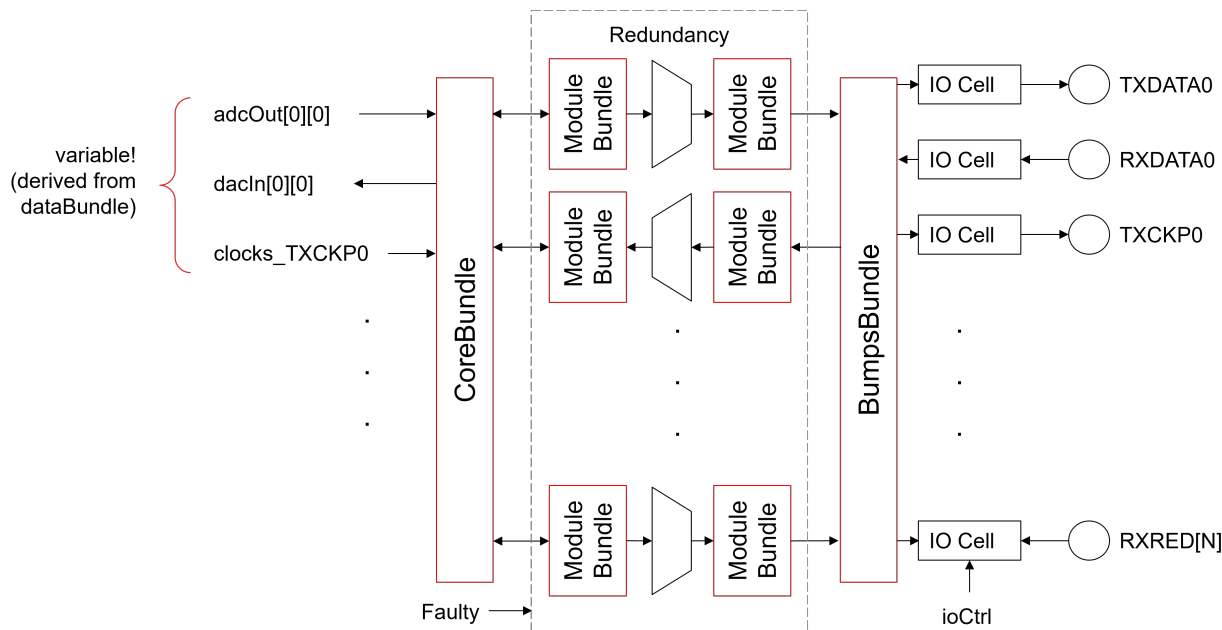 Redundancy
adcOut[0][0]
variable!
(derived from
dataBundle)
dacIn[0][0]
clocks_TXCKP0
.
.
.
CoreBundle
Module
Bundle
Module
Bundle
Module
Bundle
Module
Bundle
.
.
.
Module
Bundle
Module
Bundle
Faulty
BumpsBundle
IO Cell
TXDATA0
IO Cell
RXDATA0
IO Cell
TXCKP0
.
.
.
IO Cell
RXRED[N]
ioCtrl